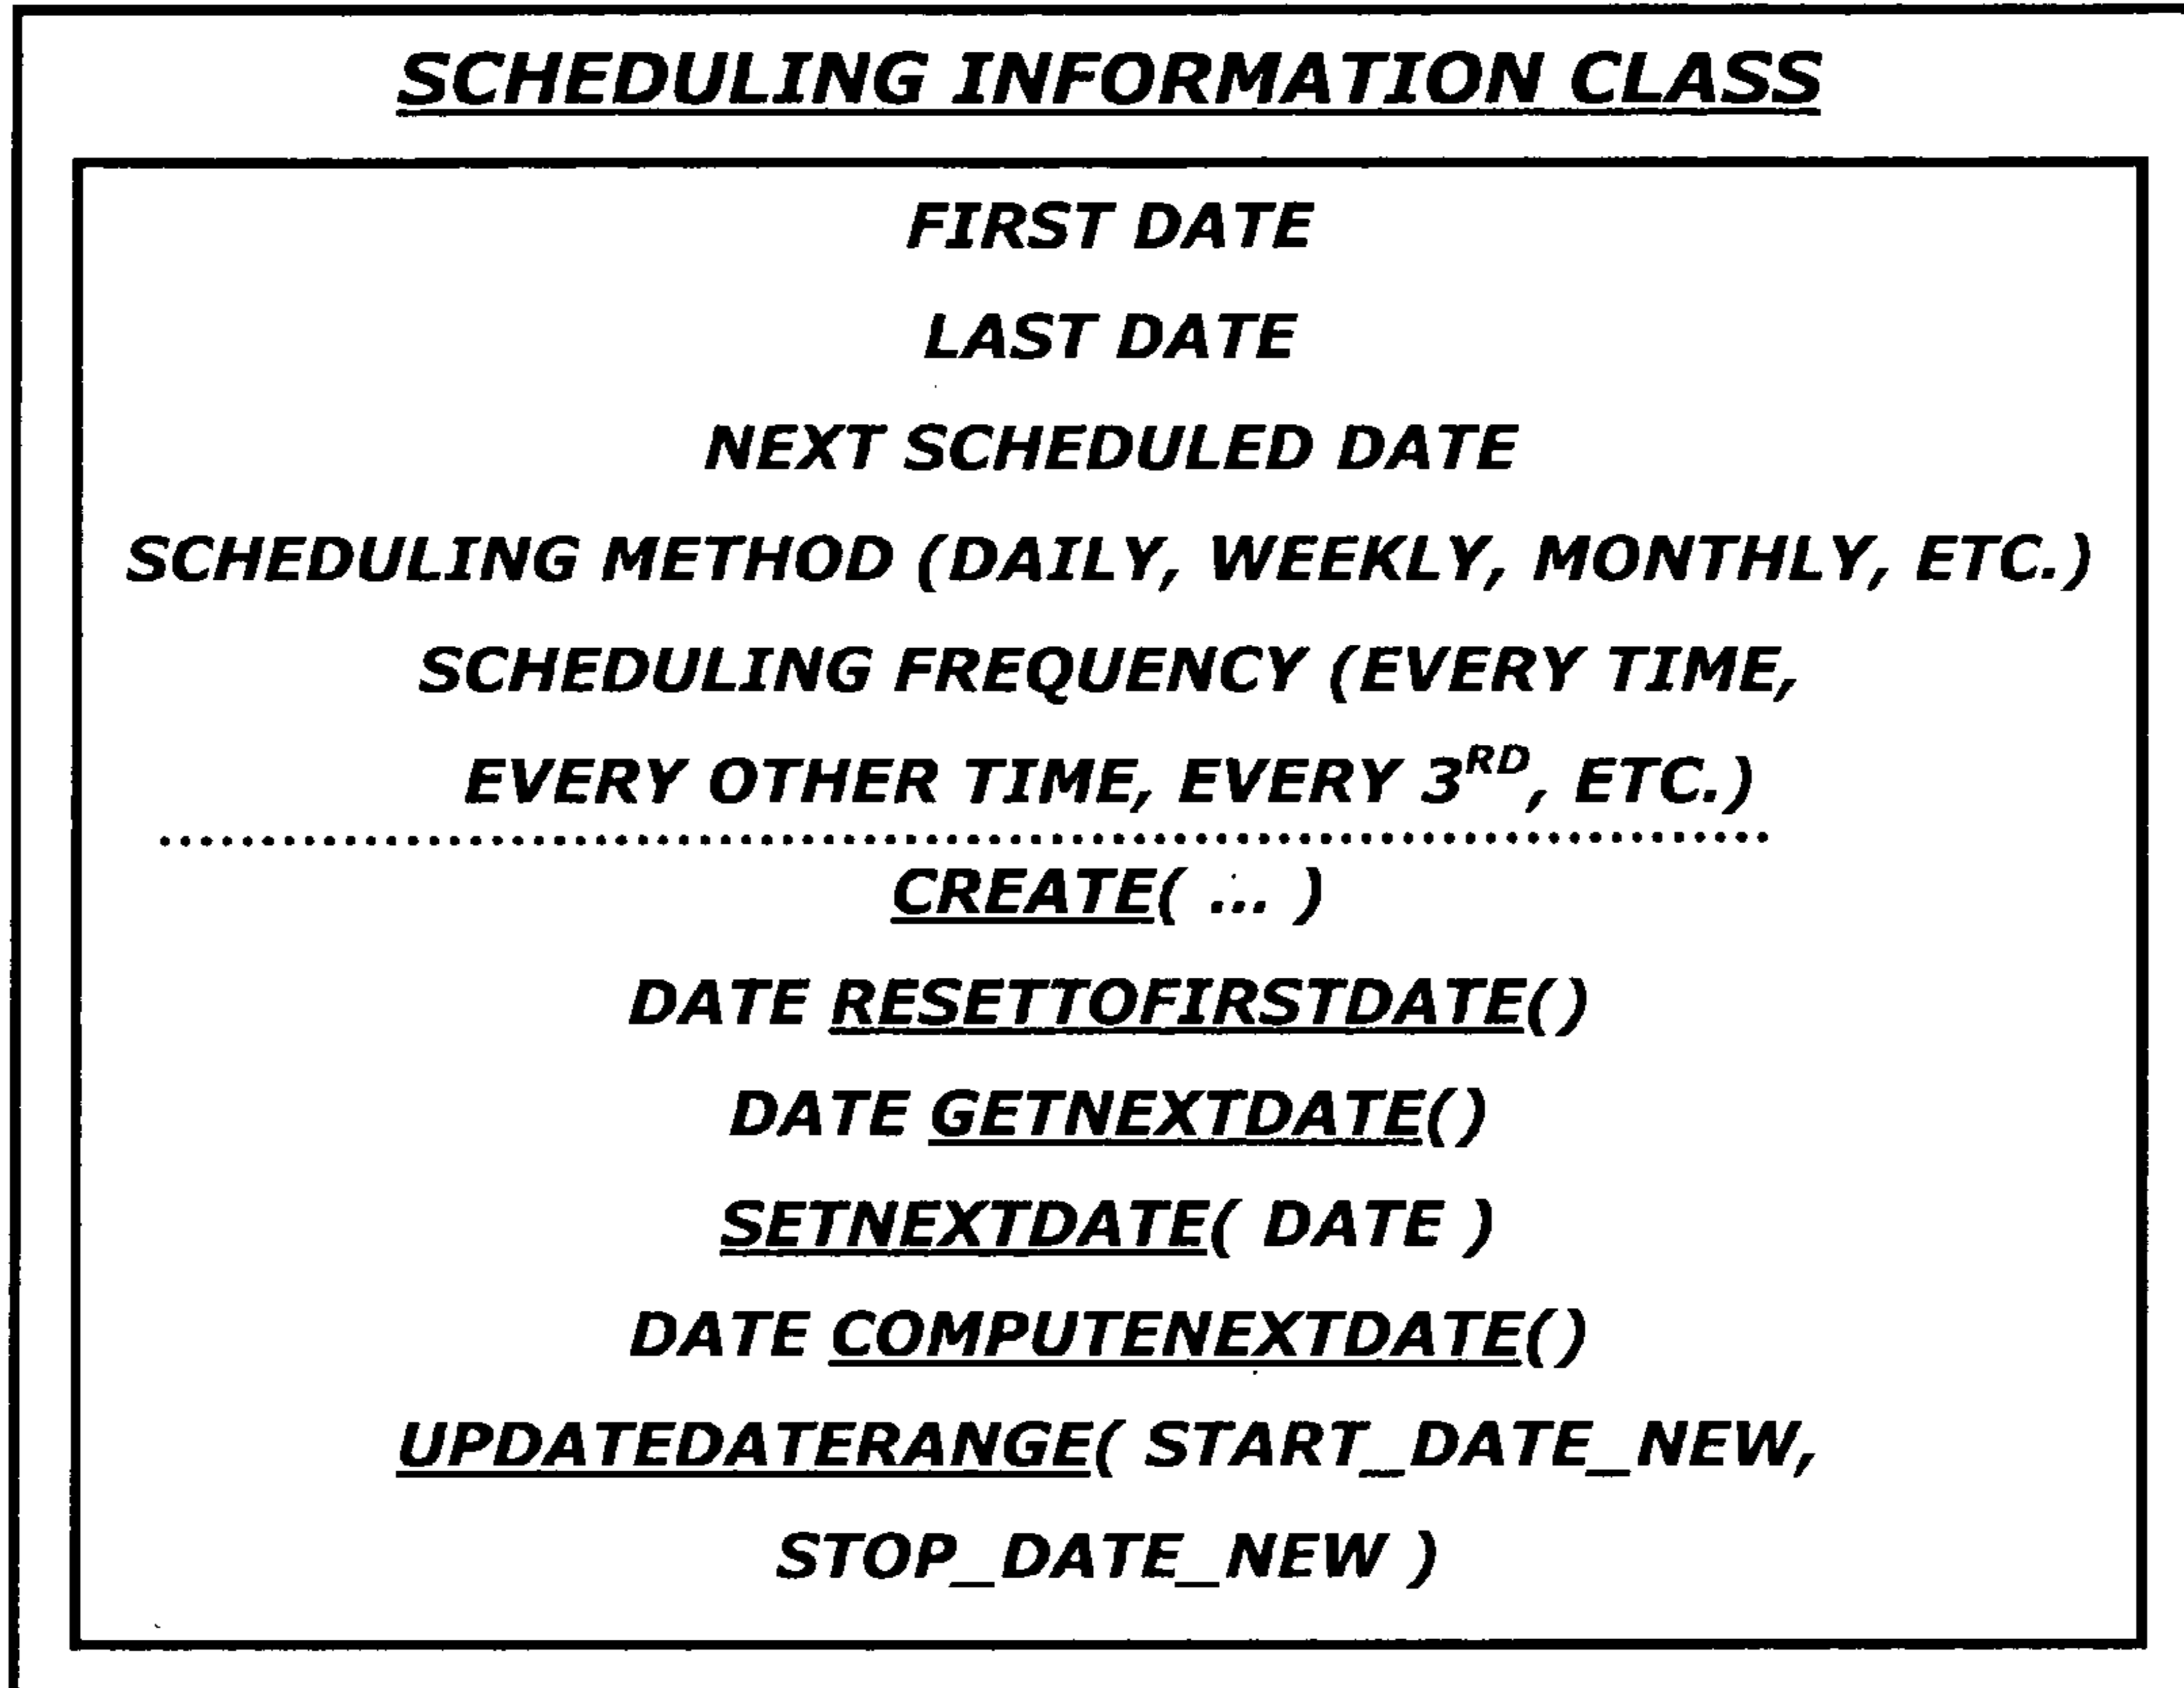 SCHEDULING INFORMATION CLASS
FIRST DATE
LAST DATE
NEXT SCHEDULED DATE
SCHEDULING METHOD (DAILY, WEEKLY, MONTHLY, ETC.)
SCHEDULING FREQUENCY (EVERY TIME,
EVERY OTHER TIME, EVERY 3RD, ETC.)
CREATE( ... )
DATE RESETTOFIRSTDATE()
DATE GETNEXTDATE()
SETNEXTDATE( DATE )
DATE COMPUTENEXTDATE()
UPDATEDATERANGE( START_DATE_NEW,
STOP_DATE_NEW )